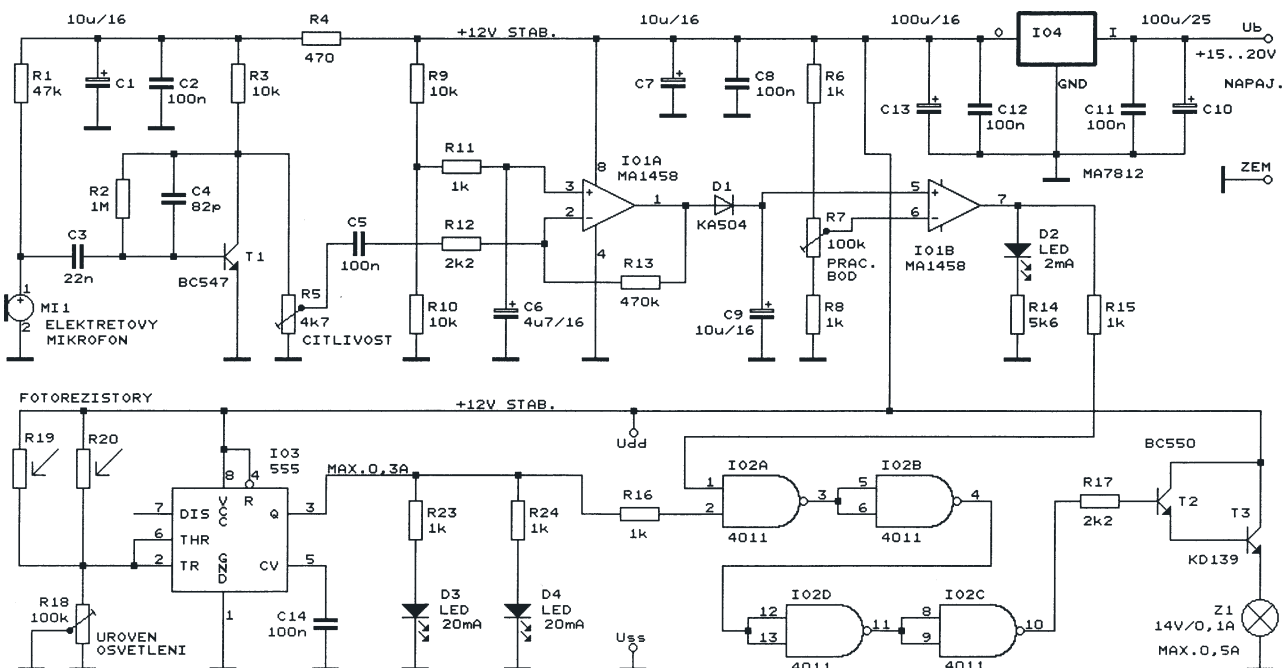 10u/16
R4
470
+12V STAB.
10u/16
100u/16
O
IO4
I
100u/25
Ub
+15..20V
NAPAJ.
GND
R1
47k
C1
C2
100n
R3
10k
R9
10k
C7
C8
100n
R6
1k
C13
C12
100n
C11
100n
C10
MA7812
ZEM
R2
1M
C4
82p
R11
1k
IO1A
MA1458
8
3
+
2
-
1
4
D1
KA504
5
+
6
-
7
IO1B
MA1458
C3
22n
T1
BC547
C5
100n
R12
2k2
R13
470k
R7
100k
PRAC.
BOD
D2
LED
2mA
1
+
2
MI1
ELEKTRETOVY
MIKROFON
R5
4k7
CITLIVOST
R10
10k
C6
4u7/16
C9
10u/16
R8
1k
R14
5k6
R15
1k
FOTOREZISTORY
+12V STAB.
Udd
R19
R20
IO3
555
8
4
MAX.0,3A
VCC
R
7
DIS
Q
3
6
THR
2
TR
GND
CV
5
1
R23
1k
R24
1k
R16
1k
IO2A
1
2
3
4011
IO2B
5
6
4
4011
R17
2k2
BC550
T2
T3
KD139
R18
100k
UROVEN
OSVETLENI
C14
100n
D3
LED
20mA
D4
LED
20mA
Uss
IO2D
12
13
11
4011
IO2C
8
9
10
4011
Z1
14V/0,1A
MAX.0,5A